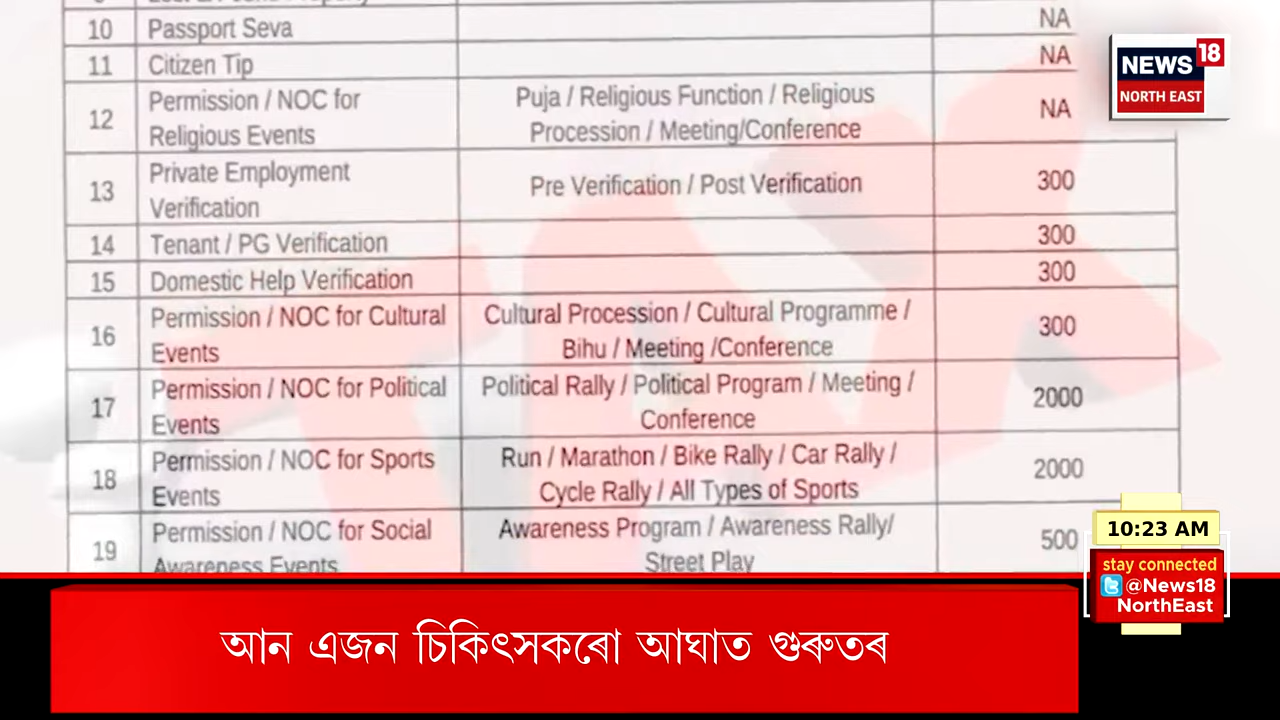 10 Passport Seva NA
11 Citizen Tip NA
12 Permission / NOC for Religious Events Puja / Religious Function / Religious Procession / Meeting/Conference NA
13 Private Employment Verification Pre Verification / Post Verification 300
14 Tenant / PG Verification 300
15 Domestic Help Verification 300
16 Permission / NOC for Cultural Events Cultural Procession / Cultural Programme / Bihu / Meeting /Conference 300
17 Permission / NOC for Political Events Political Rally / Political Program / Meeting / Conference 2000
18 Permission / NOC for Sports Events Run / Marathon / Bike Rally / Car Rally / Cycle Rally / All Types of Sports 2000
19 Permission / NOC for Social Awareness Events Awareness Program / Awareness Rally/ Street Play 500
NEWS 18
NORTH EAST
10:23 AM
stay connected
@News18
NorthEast
আন এজন চিকিৎসকৰো আঘাত গুৰুতৰ